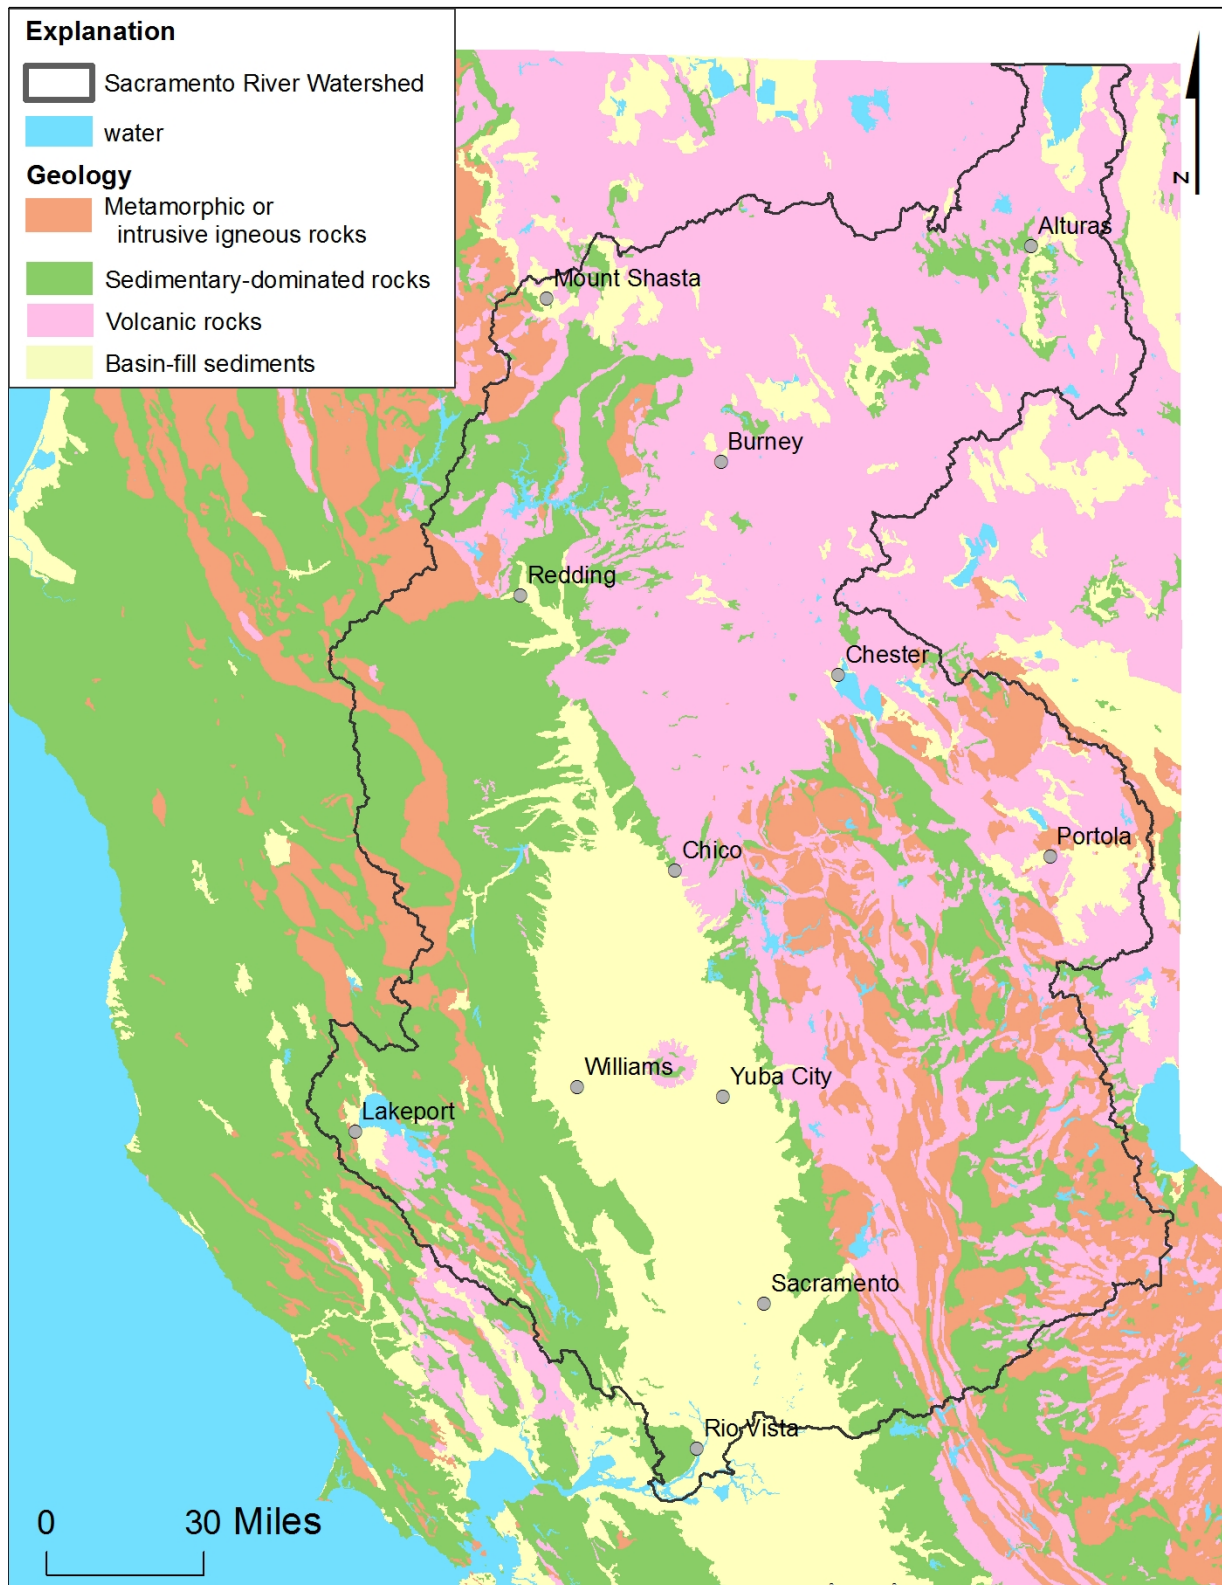 Explanation
Sacramento River Watershed
water
Geology
Metamorphic or
intrusive igneous rocks
Sedimentary-dominated rocks
Volcanic rocks
Basin-fill sediments
N
Alturas
Mount Shasta
Burney
Redding
Chester
Portola
Chico
Williams
Yuba City
Lakeport
Sacramento
Rio Vista
0 30 Miles